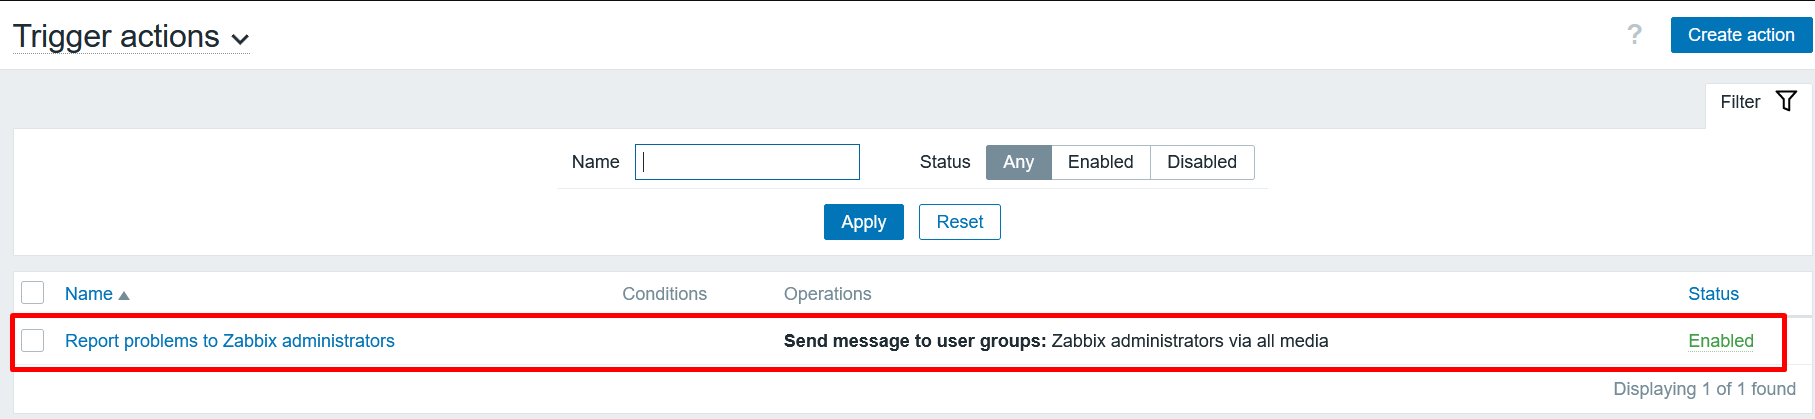 Trigger actions
? Create action
Filter
Name Status Any Enabled Disabled
Apply Reset
Name Conditions Operations Status
Report problems to Zabbix administrators Send message to user groups: Zabbix administrators via all media Enabled
Displaying 1 of 1 found